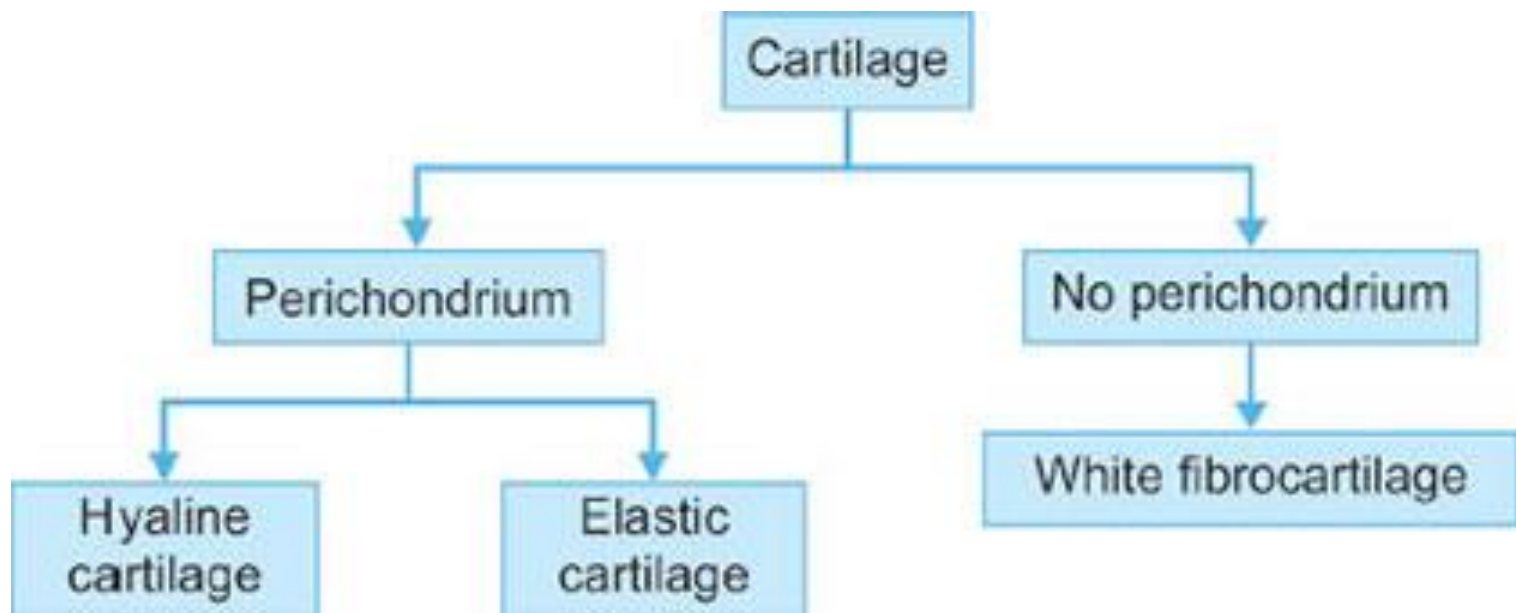 Cartilage
Perichondrium
No perichondrium
White fibrocartilage
Hyaline
cartilage
Elastic
cartilage